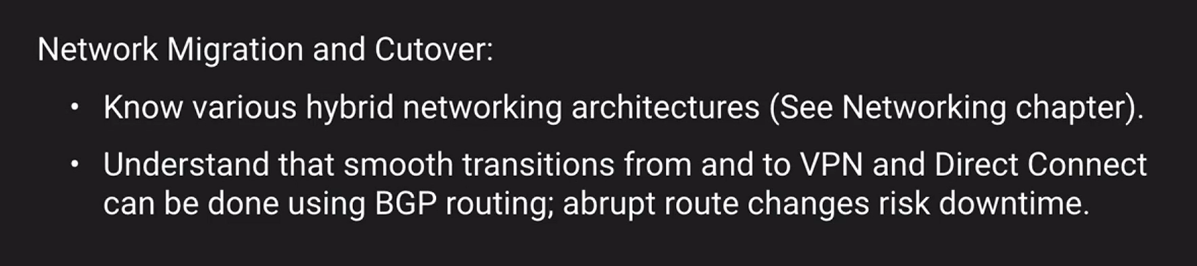 Network Migration and Cutover:
• Know various hybrid networking architectures (See Networking chapter).
• Understand that smooth transitions from and to VPN and Direct Connect
can be done using BGP routing; abrupt route changes risk downtime.